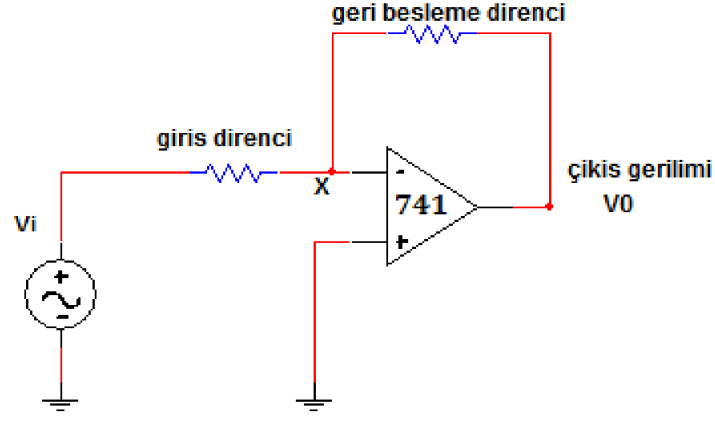 geri besleme direnci
giris direnci
X
-
741
+
çikis gerilimi
V0
Vi
+
-